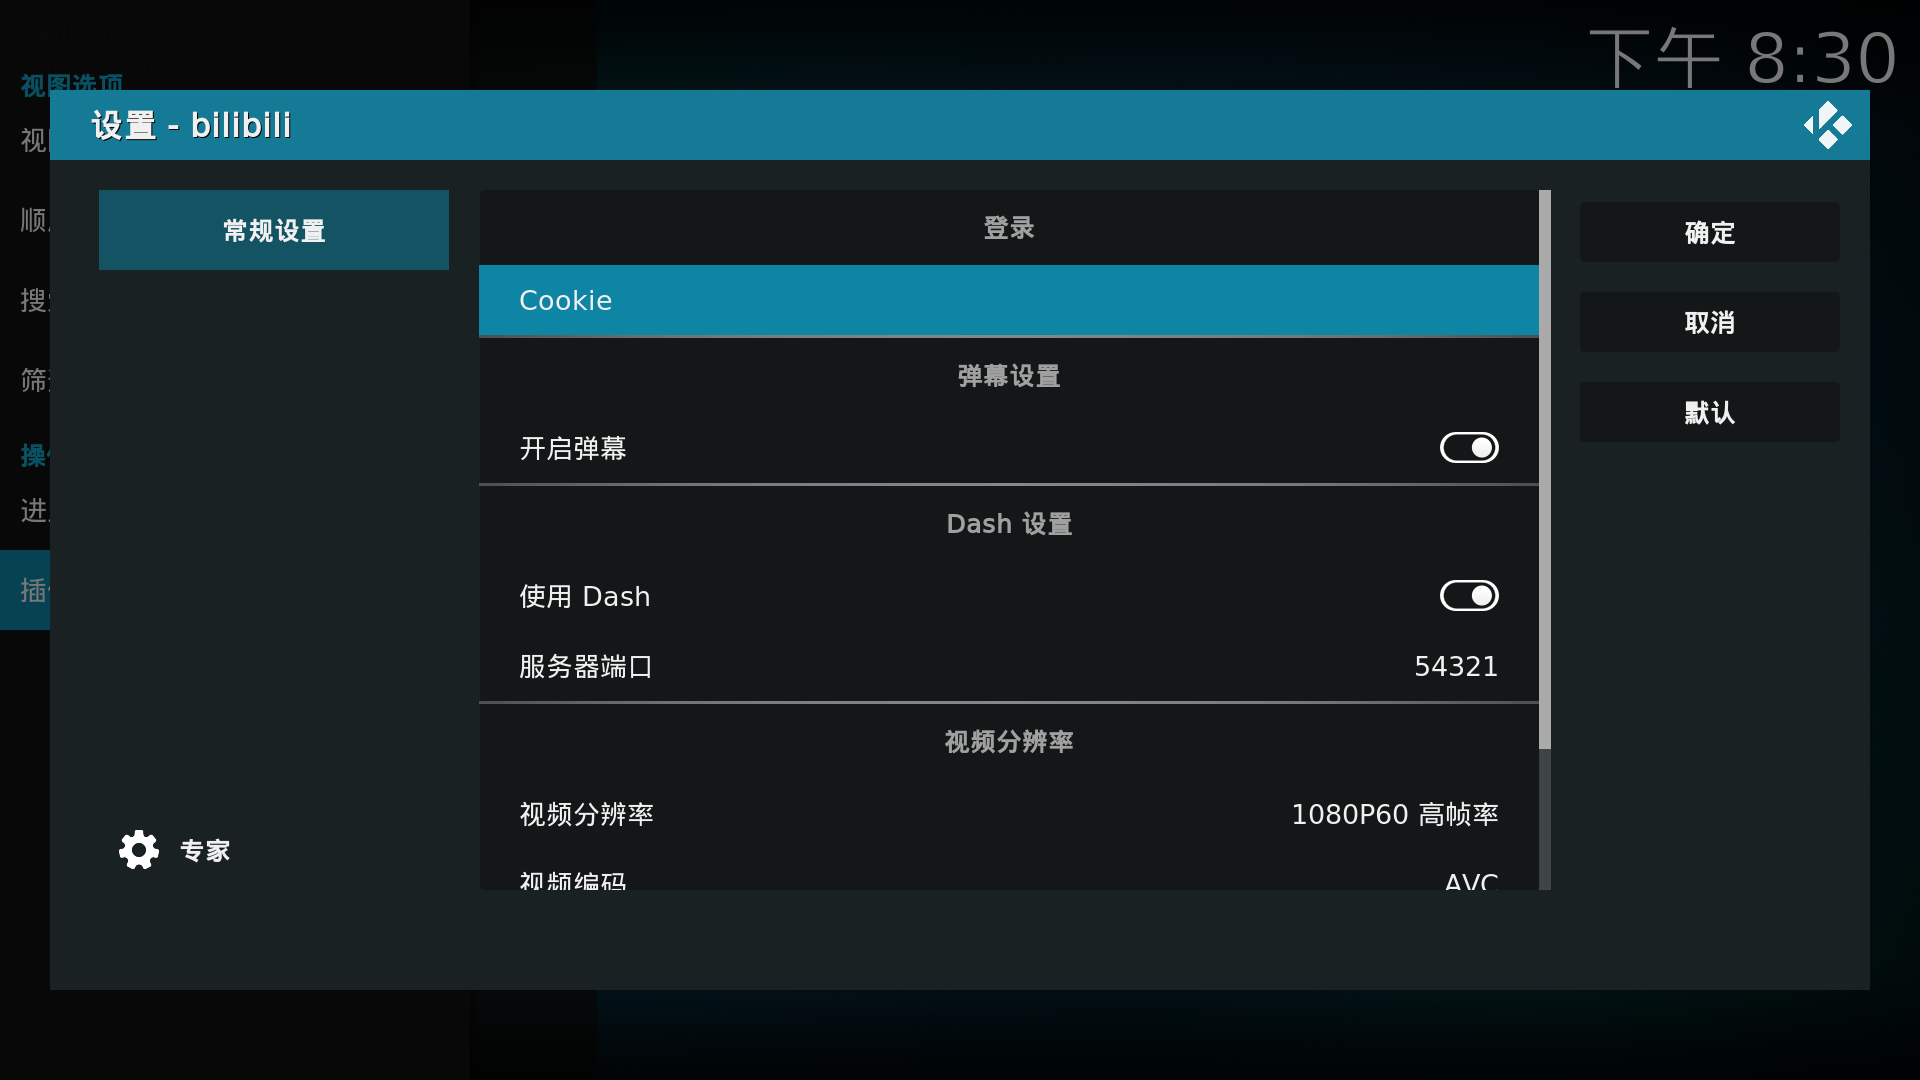 下午 8:30
视图选项
设置 - bilibili
常规设置
登录
确定
Cookie
取消
弹幕设置
默认
开启弹幕
Dash 设置
使用 Dash
服务器端口 54321
视频分辨率
视频分辨率 1080P60 高帧率
专家
视频编码 AVC
视
顺
搜
筛
操
进
插